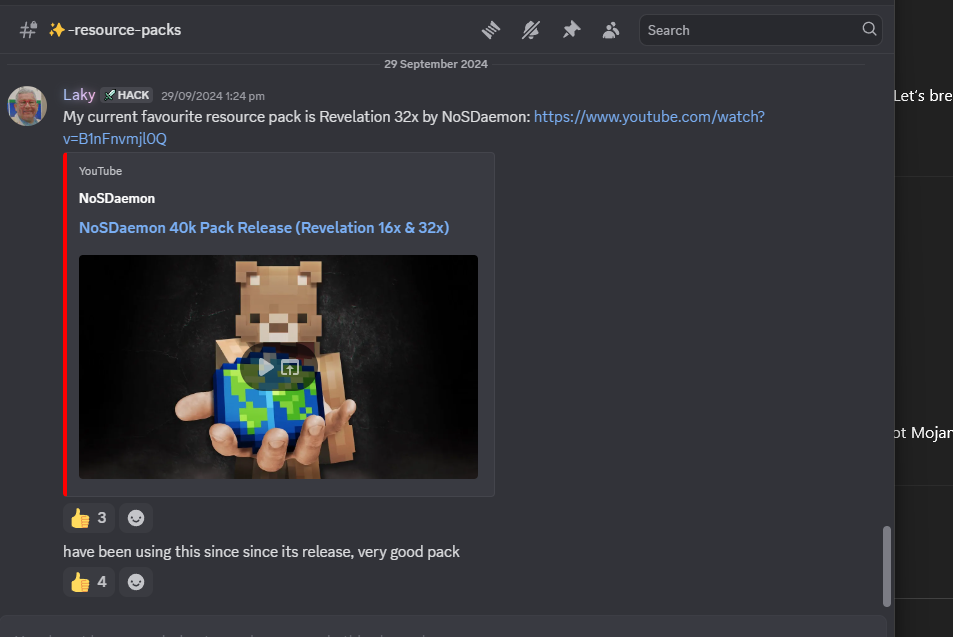 ✨-resource-packs
Search
29 September 2024
Let's bre
Laky HACK 29/09/2024 1:24 pm
My current favourite resource pack is Revelation 32x by NoSDaemon: https://www.youtube.com/watch?
v=B1nFnvmjl0Q
YouTube
NoSDaemon
NoSDaemon 40k Pack Release (Revelation 16x & 32x)
ot Mojan
👍 3
have been using this since since its release, very good pack
👍 4